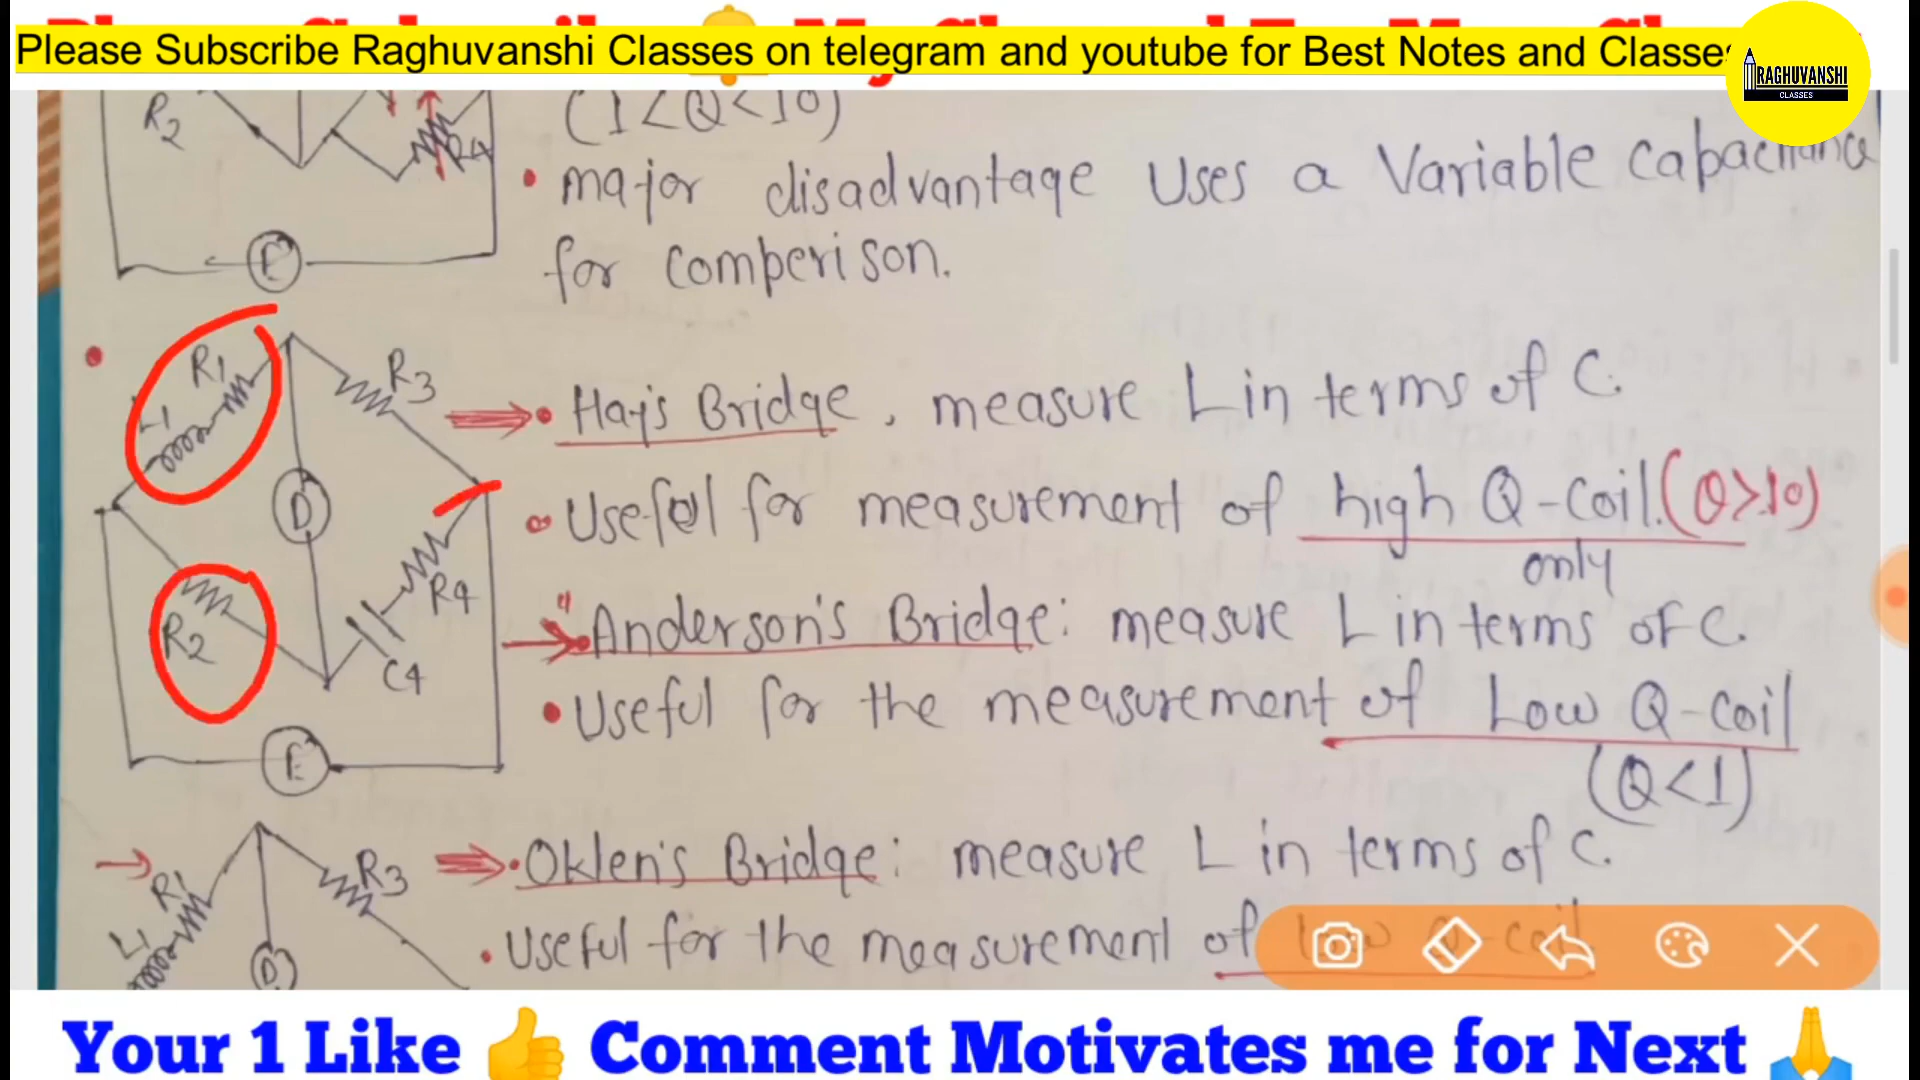 Please Subscribe Raghuvanshi Classes on telegram and youtube for Best Notes and Classes
RAGHUVANSHI
CLASSES
R2
R4
E
(1<Q<10)
• major disadvantage uses a Variable capacitance
for comperison.
R1
L1
R3
D
R2
R4
C4
E
• Hay's Bridge, measure L in terms of C.
Useful for measurement of high Q-coil. (Q>10)
only
• Anderson's Bridge: measure L in terms of C.
• Useful for the measurement of Low Q-coil
(Q<1)
R1
L1
R3
D
• Oklen's Bridge: measure L in terms of C.
• Useful for the measurement of Low Q-coil
Your 1 Like 👍 Comment Motivates me for Next 🙏